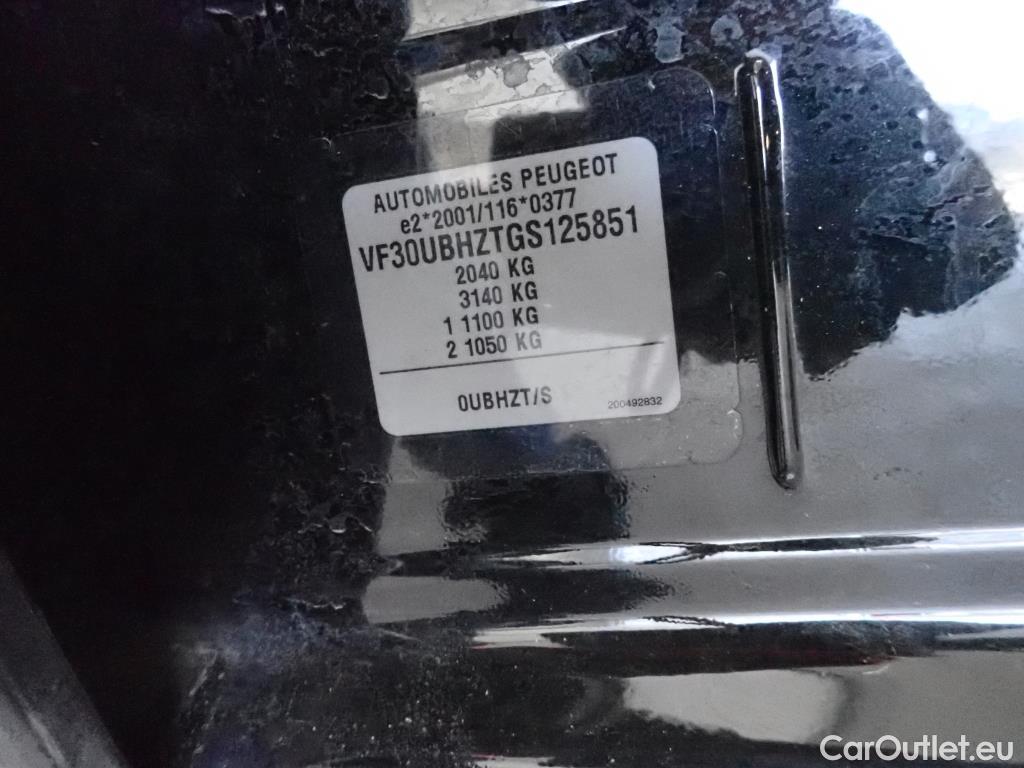 AUTOMOBILES PEUGEOT
e2*2001/116*0377
VF30UBHZTGS125851
2040 KG
3140 KG
1 1100 KG
2 1050 KG
0UBHZT/S
200492832
CarOutlet.eu